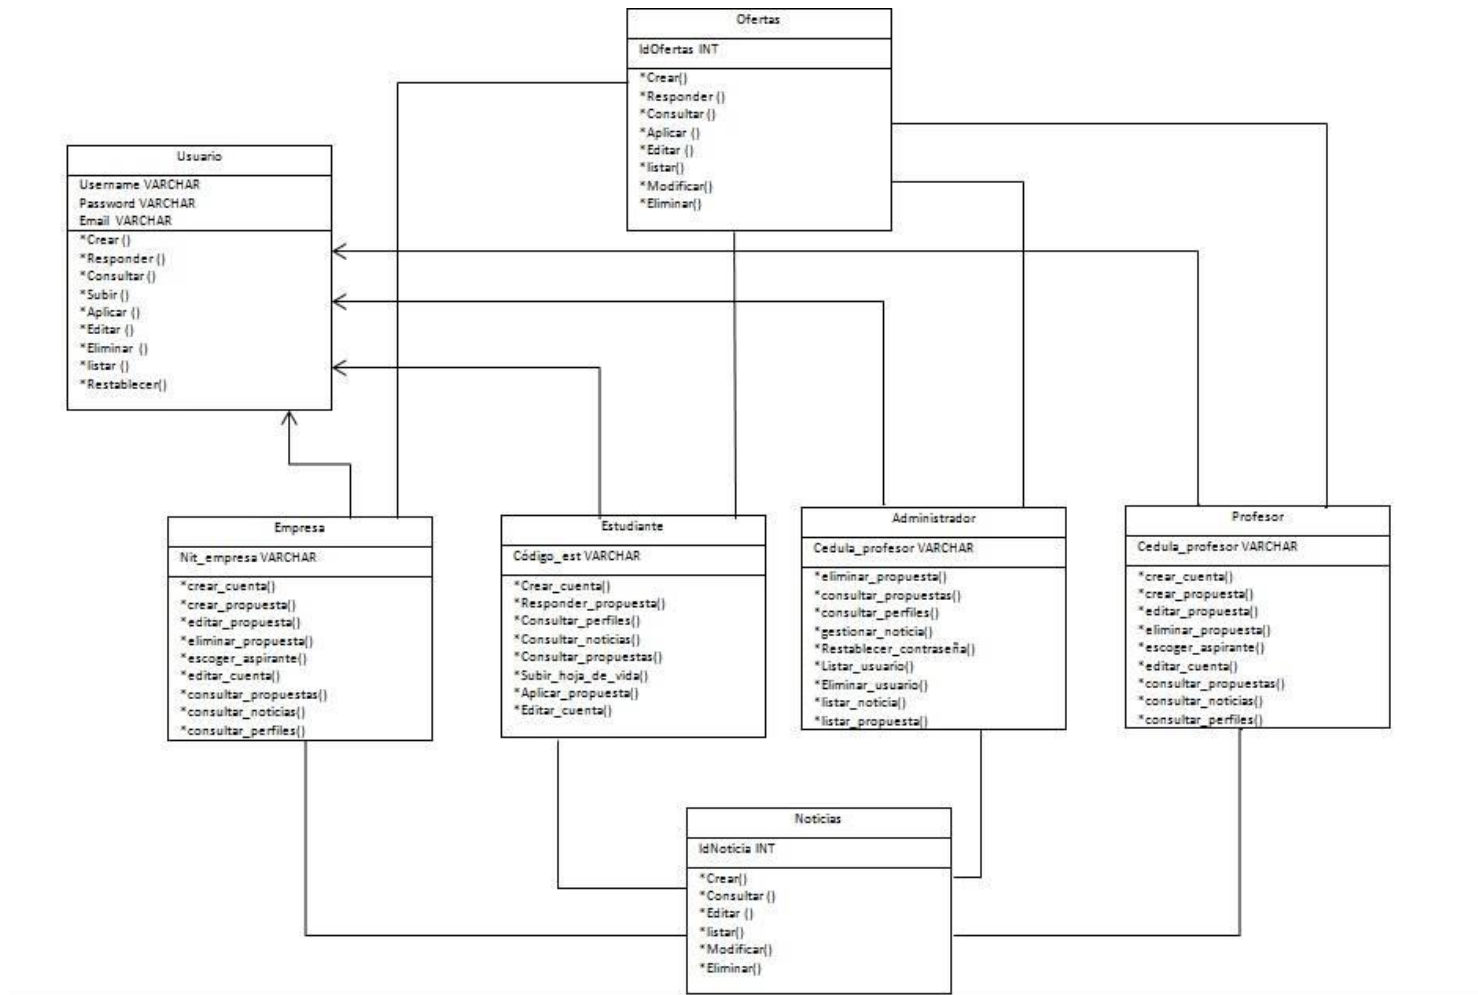 Ofertas
IdOfertas INT
*Crear()
*Responder ()
*Consultar ()
*Aplicar ()
*Editar ()
*listar()
*Modificar()
*Eliminar()
Usuario
Username VARCHAR
Password VARCHAR
Email VARCHAR
*Crear ()
*Responder ()
*Consultar ()
*Subir ()
*Aplicar ()
*Editar ()
*Eliminar ()
*listar ()
*Restablecer()
Empresa
Nit_empresa VARCHAR
*crear_cuenta()
*crear_propuesta()
*editar_propuesta()
*eliminar_propuesta()
*escoger_aspirante()
*editar_cuenta()
*consultar_propuestas()
*consultar_noticias()
*consultar_perfiles()
Estudiante
Código_est VARCHAR
*Crear_cuenta()
*Responder_propuesta()
*Consultar_perfiles()
*Consultar_noticias()
*Consultar_propuestas()
*Subir_hoja_de_vida()
*Aplicar_propuesta()
*Editar_cuenta()
Administrador
Cedula_profesor VARCHAR
*eliminar_propuesta()
*consultar_propuestas()
*consultar_perfiles()
*gestionar_noticia()
*Restablecer_contraseña()
*Listar_usuario()
*Eliminar_usuario()
*listar_noticia()
*listar_propuesta()
Profesor
Cedula_profesor VARCHAR
*crear_cuenta()
*crear_propuesta()
*editar_propuesta()
*eliminar_propuesta()
*escoger_aspirante()
*editar_cuenta()
*consultar_propuestas()
*consultar_noticias()
*consultar_perfiles()
Noticias
IdNoticia INT
*Crear()
*Consultar ()
*Editar ()
*listar()
*Modificar()
*Eliminar()